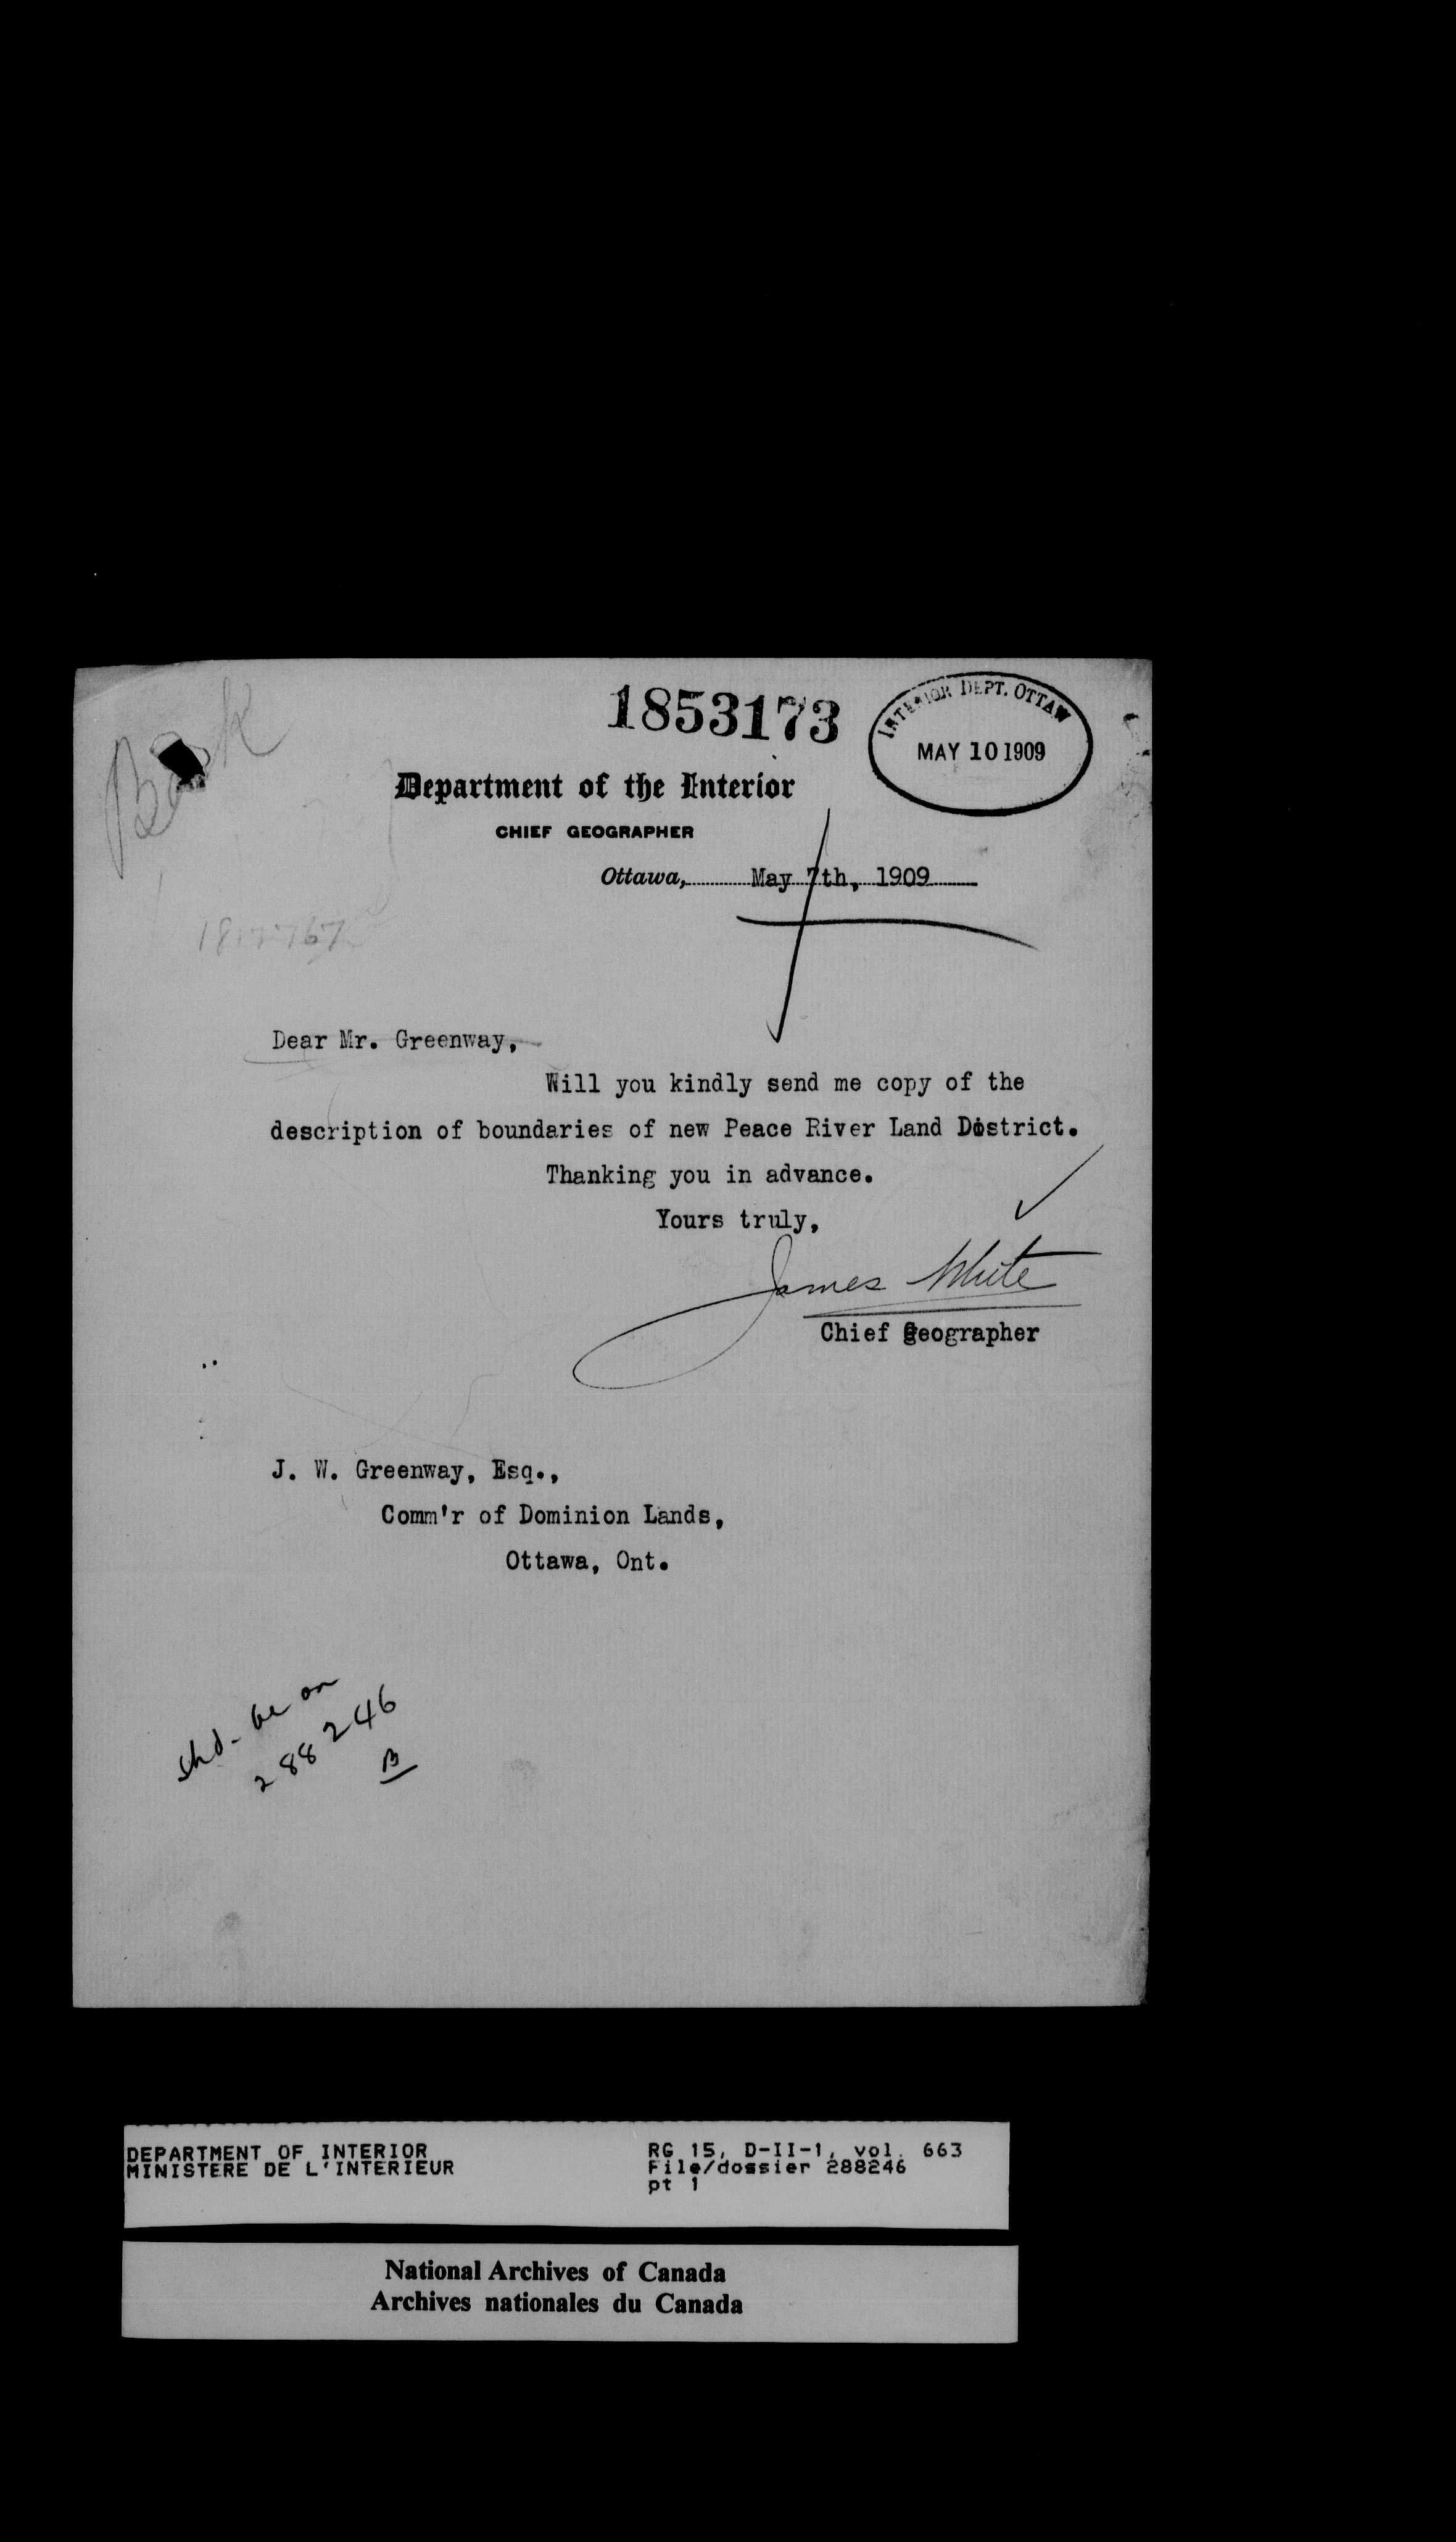 1853173
INTERIOR DEPT. OTTAW
MAY 10 1909
Department of the Interior
CHIEF GEOGRAPHER
Ottawa, May 7th, 1909
Dear Mr. Greenway,
Will you kindly send me copy of the
description of boundaries of new Peace River Land District.
Thanking you in advance.
Yours truly,
James White
Chief Geographer
J. W. Greenway, Esq.,
Comm'r of Dominion Lands,
Ottawa, Ont.
Shd. be on
288246
B
DEPARTMENT OF INTERIOR
MINISTERE DE L'INTERIEUR
RG 15, D-II-1, vol. 663
File/dossier 288246
pt 1
National Archives of Canada
Archives nationales du Canada